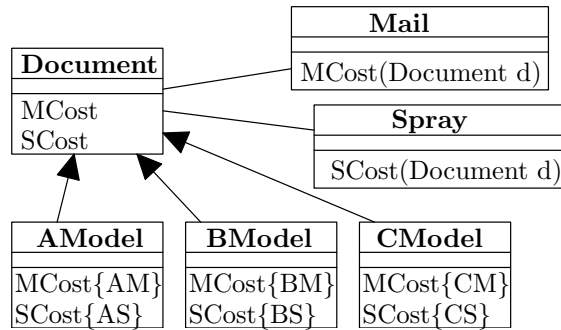 Mail
MCost(Document d)
Document
MCost
SCost
Spray
SCost(Document d)
AModel
MCost{AM}
SCost{AS}
BModel
MCost{BM}
SCost{BS}
CModel
MCost{CM}
SCost{CS}